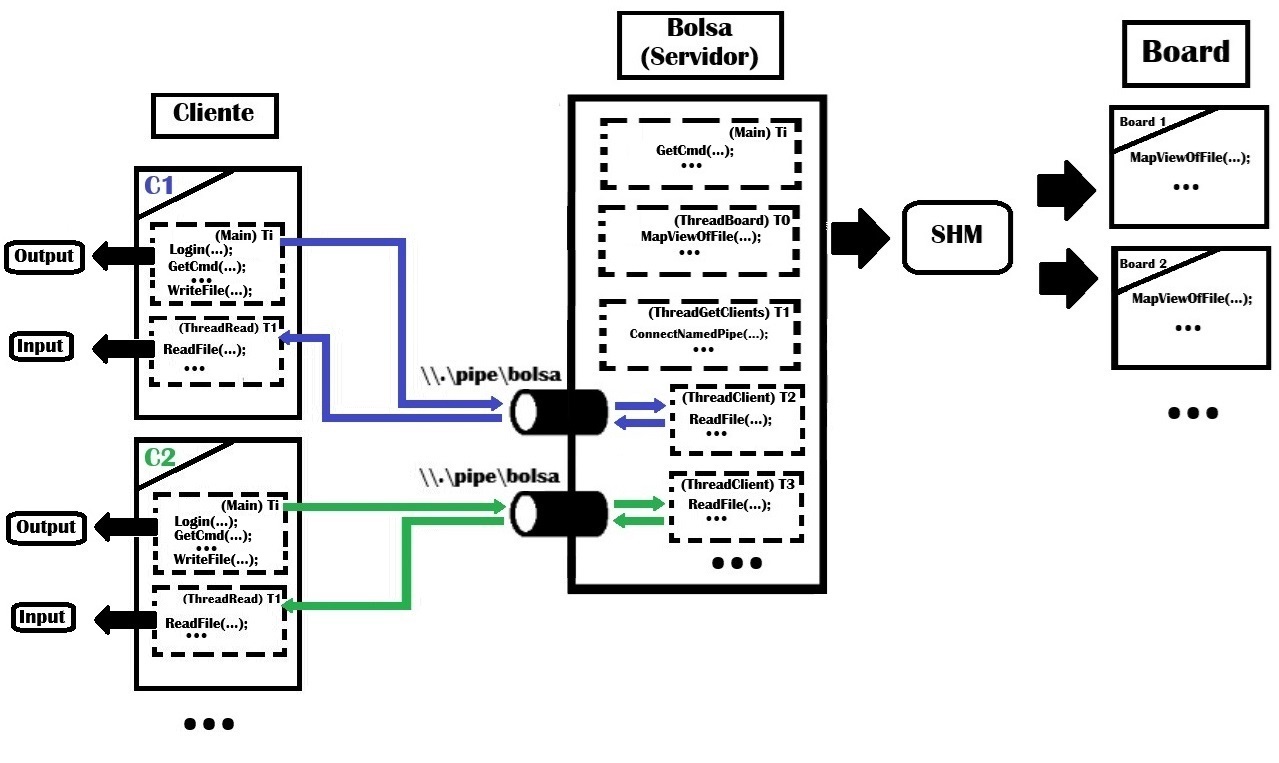 Cliente
C1
(Main) Ti
Login(...);
GetCmd(...);
...
WriteFile(...);
Output
(ThreadRead) T1
ReadFile(...);
...
Input
C2
(Main) Ti
Login(...);
GetCmd(...);
...
WriteFile(...);
Output
(ThreadRead) T1
ReadFile(...);
...
Input
...
\\.\pipe\bolsa
\\.\pipe\bolsa
Bolsa
(Servidor)
(Main) Ti
GetCmd(...);
...
(ThreadBoard) T0
MapViewOfFile(...);
...
(ThreadGetClients) T1
ConnectNamedPipe(...);
...
(ThreadClient) T2
ReadFile(...);
...
(ThreadClient) T3
ReadFile(...);
...
...
SHM
Board
Board 1
MapViewOfFile(...);
...
Board 2
MapViewOfFile(...);
...
...